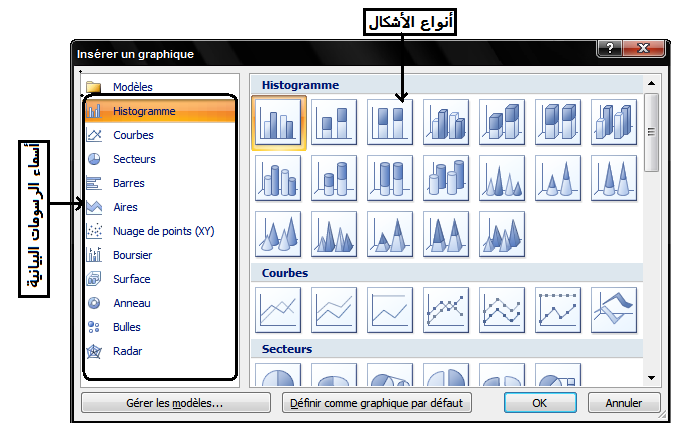 أنواع الأشكال
Insérer un graphique
?
X
أسماء الرسومات البيانية
Modèles
Histogramme
Courbes
Secteurs
Barres
Aires
Nuage de points (XY)
Boursier
Surface
Anneau
Bulles
Radar
Histogramme
Courbes
Secteurs
Gérer les modèles...
Définir comme graphique par défaut
OK
Annuler